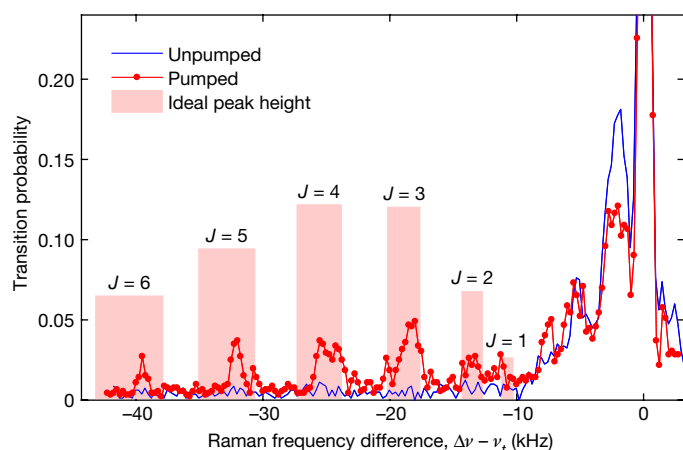 Unpumped
Pumped
Ideal peak height
Transition probability
0.20
0.15
0.10
0.05
0
J = 6
J = 5
J = 4
J = 3
J = 2
J = 1
−40 −30 −20 −10 0
Raman frequency difference, Δν − νt (kHz)